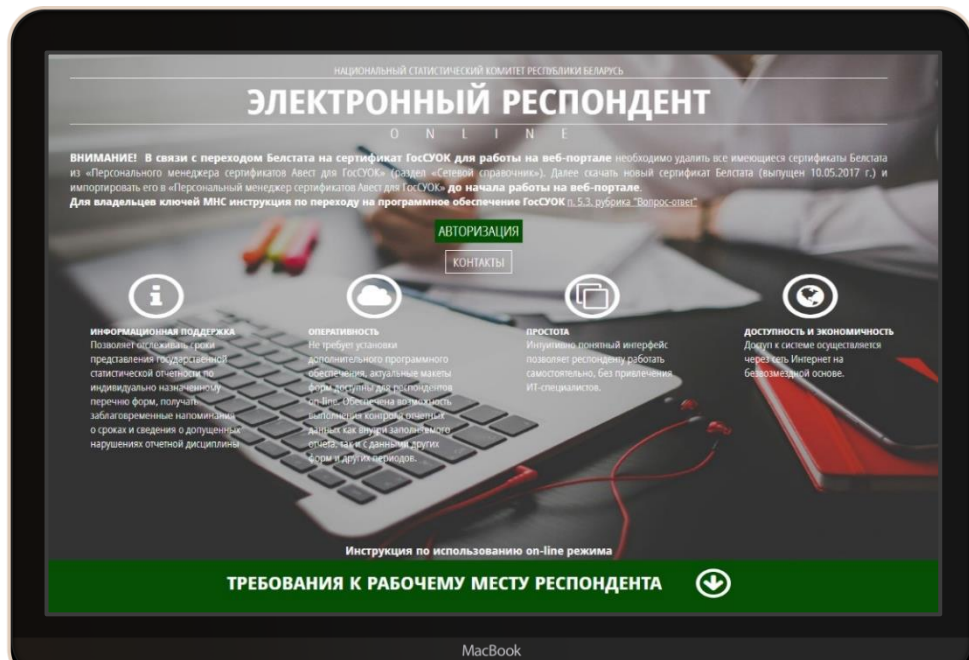 НАЦИОНАЛЬНЫЙ СТАТИСТИЧЕСКИЙ КОМИТЕТ РЕСПУБЛИКИ БЕЛАРУСЬ
ЭЛЕКТРОННЫЙ РЕСПОНДЕНТ
ONLINE
ВНИМАНИЕ! В связи с переходом Белстата на сертификат ГосСУОК для работы на веб-портале необходимо удалить все имеющиеся сертификаты Белстата
из «Персонального менеджера сертификатов Авест для ГосСУОК» (раздел «Сетевой справочник»). Далее скачать новый сертификат Белстата (выпущен 10.05.2017 г.) и
импортировать его в «Персональный менеджер сертификатов Авест для ГосСУОК» до начала работы на веб-портале.
Для владельцев ключей МНС инструкция по переходу на программное обеспечение ГосСУОК п. 5.3. рубрика "Вопрос-ответ"
АВТОРИЗАЦИЯ
КОНТАКТЫ
ИНФОРМАЦИОННАЯ ПОДДЕРЖКА
Позволяет отслеживать сроки
представления государственной
статистической отчетности по
индивидуально назначенному
перечню форм, получать
заблаговременные напоминания
о сроках и сведения о допущенных
нарушениях отчетной дисциплины
ОПЕРАТИВНОСТЬ
Не требует установки
дополнительного программного
обеспечения, актуальные макеты
форм доступны для респондентов
on-line. Обеспечена возможность
выполнения контроля отчетных
данных как внутри заполняемого
отчета, так и с данными других
форм и других периодов.
ПРОСТОТА
Интуитивно понятный интерфейс
позволяет респонденту работать
самостоятельно, без привлечения
ИТ-специалистов.
ДОСТУПНОСТЬ И ЭКОНОМИЧНОСТЬ
Доступ к системе осуществляется
через сеть Интернет на
безвозмездной основе.
Инструкция по использованию on-line режима
ТРЕБОВАНИЯ К РАБОЧЕМУ МЕСТУ РЕСПОНДЕНТА
MacBook